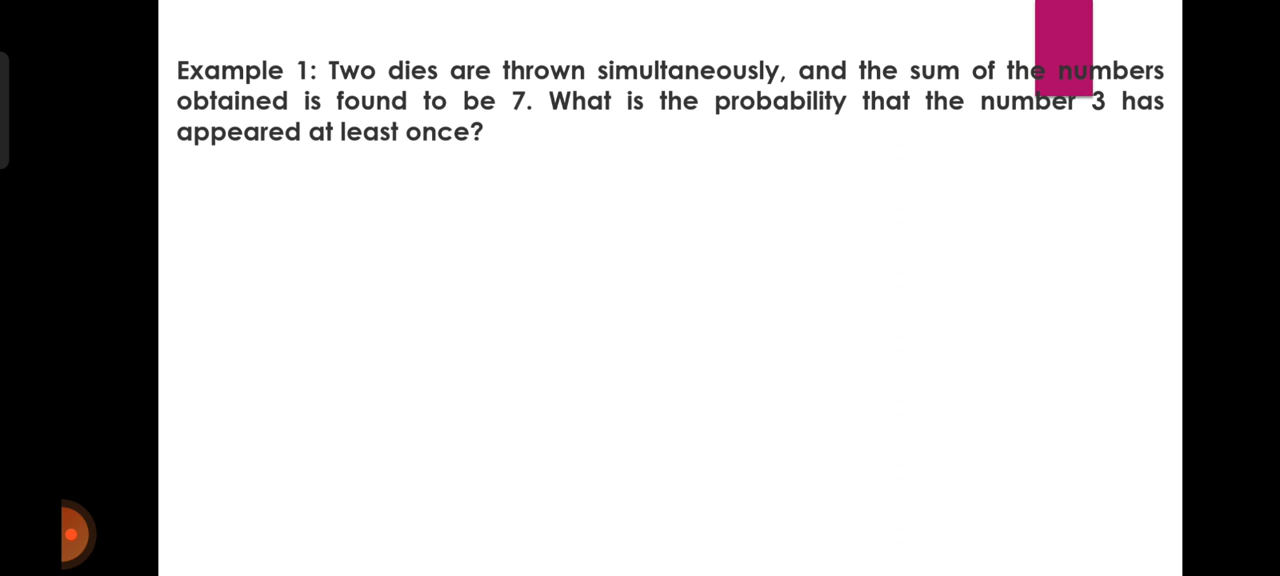 Example 1: Two dies are thrown simultaneously, and the sum of the numbers
obtained is found to be 7. What is the probability that the number 3 has
appeared at least once?